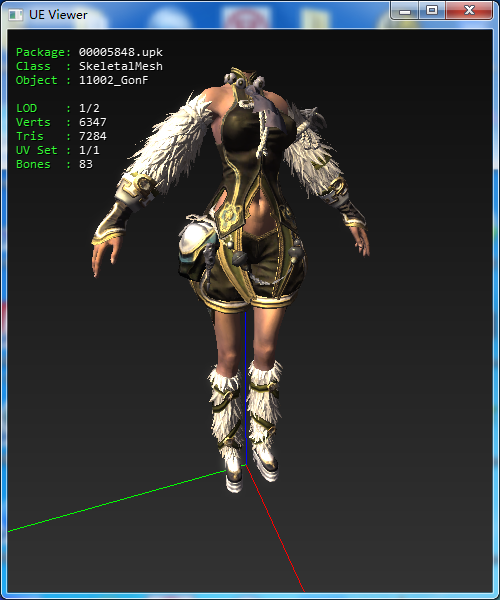 UE Viewer
Package: 00005848.upk
Class : SkeletalMesh
Object : 11002_GonF
LOD : 1/2
Verts : 6347
Tris : 7284
UV Set : 1/1
Bones : 83